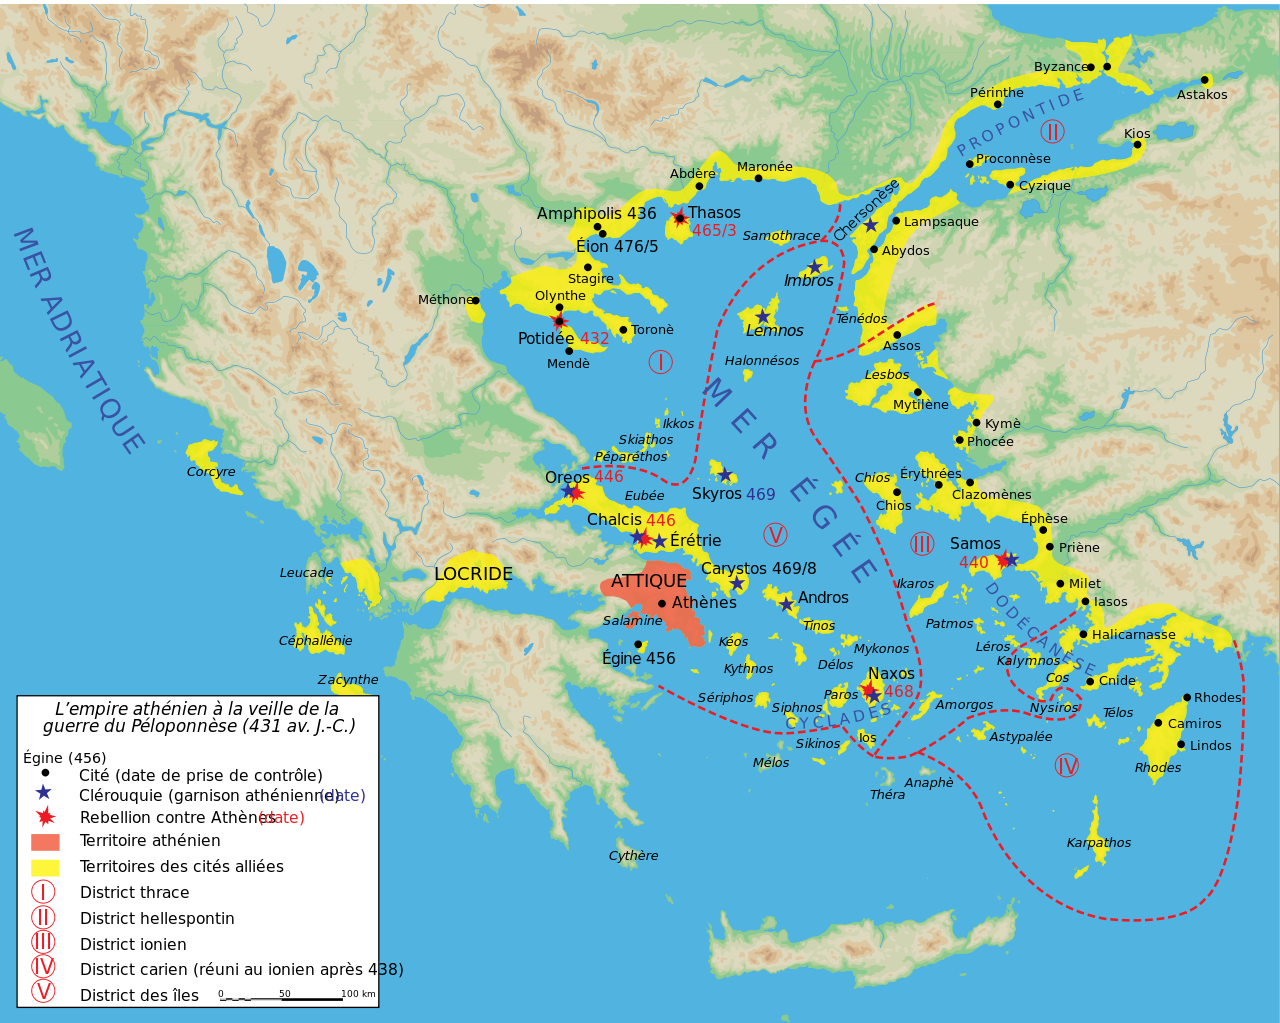 Byzance
Astakos
Périnthe
PROPONTIDE
II
Kios
Proconnèse
Cyzique
Maronée
Abdère
Chersonèse
Amphipolis 436
Thasos
465/3
Lampsaque
Samothrace
Éion 476/5
Abydos
MER ADRIATIQUE
Stagire
Imbros
Olynthe
Méthone
Ténédos
Toronè
Lemnos
Potidée 432
Assos
Mendè
I
Halonnésos
Lesbos
MER ÉGÉE
Mytilène
Ikkos
Kymè
Skiathos
Phocée
Péparéthos
Corcyre
Oreos 446
Chios
Érythrées
Eubée
Skyros 469
Clazomènes
Chios
Chalcis 446
Éphèse
Érétrie
V
III
Samos
440
Priène
Leucade
LOCRIDE
ATTIQUE
Carystos 469/8
Ikaros
Milet
Athènes
Andros
DODÉCANÈSE
Iasos
Salamine
Tinos
Patmos
Céphallénie
Kéos
Halicarnasse
Égine 456
Mykonos
Léros
Kythnos
Délos
Kalymnos
Zacynthe
Naxos
468
Cos
Cnide
Sériphos
Paros
Siphnos
Amorgos
Nysiros
Rhodes
Télos
CYCLADES
Camiros
Ios
Astypalée
Sikinos
Lindos
Mélos
IV
Rhodes
Anaphè
Théra
Karpathos
Cythère
L’empire athénien à la veille de la
guerre du Péloponnèse (431 av. J.-C.)
Égine (456)
Cité (date de prise de contrôle)
Clérouquie (garnison athénienne) (date)
Rebellion contre Athènes (date)
Territoire athénien
Territoires des cités alliées
I District thrace
II District hellespontin
III District ionien
IV District carien (réuni au ionien après 438)
V District des îles
0 50 100 km